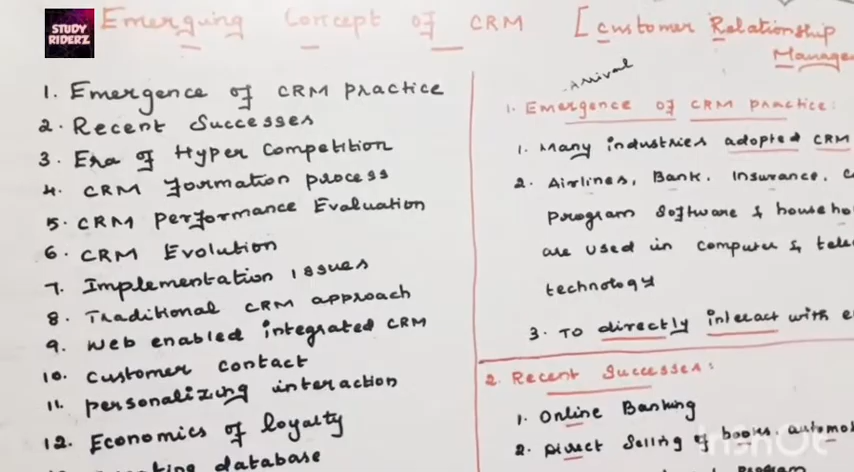 STUDY
RIDERZ
Emerging Concept of CRM [Customer Relationship
Manage
1. Emergence of CRM practice
2. Recent Successes
3. Era of Hyper Competition
4. CRM formation process
5. CRM performance Evaluation
6. CRM Evolution
7. Implementation issues
8. Traditional CRM approach
9. Web enabled integrated CRM
10. Customer contact
11. personalizing interaction
12. Economics of loyalty
database
Arrival
1. Emergence of CRM practice:
1. Many industries adopted CRM
2. Airlines, Bank, Insurance, C
program software & househo
are used in computer & tele
technology
3. To directly interact with e
2. Recent Successes:
1. Online Banking
2. Direct Selling of books, automo
program
InShOt